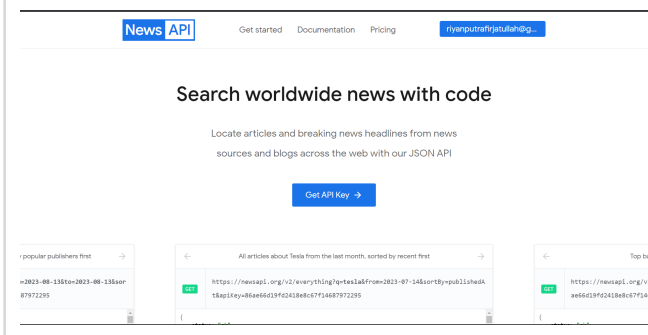 News API
Get started Documentation Pricing riyanputrafirjatullah@g...
Search worldwide news with code
Locate articles and breaking news headlines from news
sources and blogs across the web with our JSON API
Get API Key →
popular publishers first →
=2023-08-13&to=2023-08-13&sor
87972295
← All articles about Tesla from the last month, sorted by recent first →
GET https://newsapi.org/v2/everything?q=tesla&from=2023-07-14&sortBy=publishedA
t&apiKey=86ae66d19fd2418e8c67f14687972295
{
← Top bu
GET https://newsapi.org/v
ae66d19fd2418e8c67f14
{